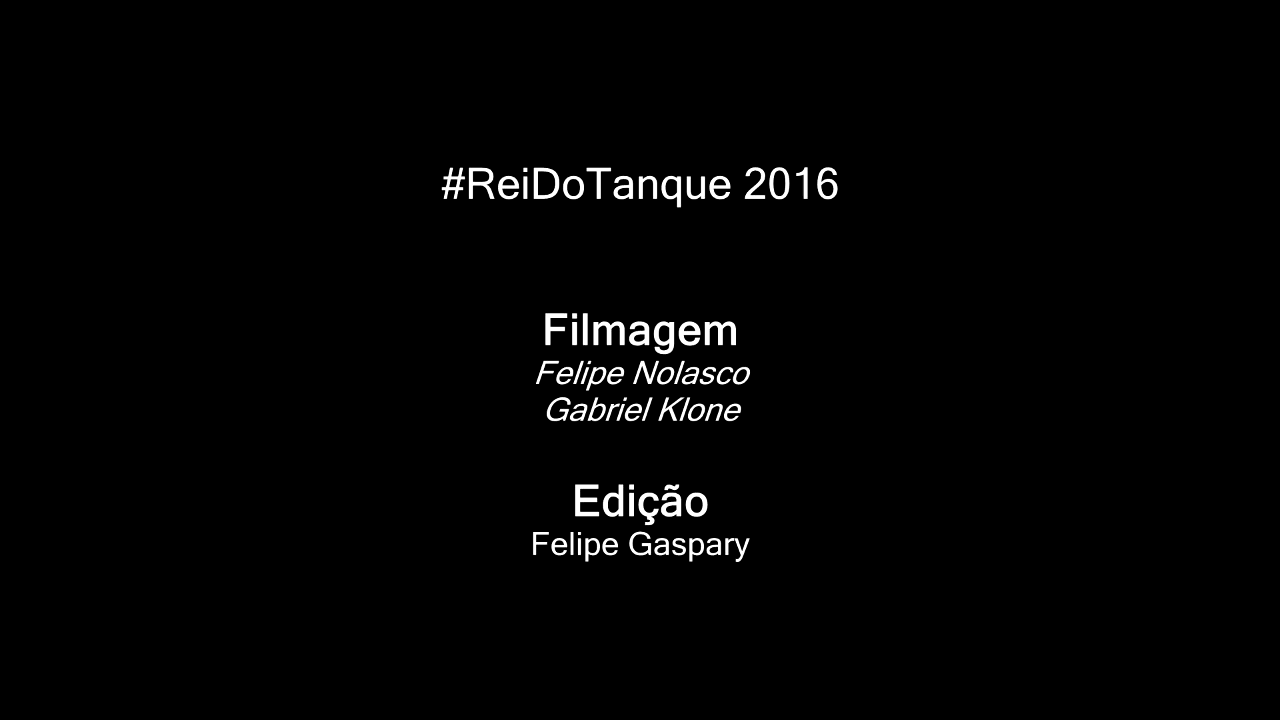 #ReiDoTanque 2016
Filmagem
Felipe Nolasco
Gabriel Klone
Edição
Felipe Gaspary